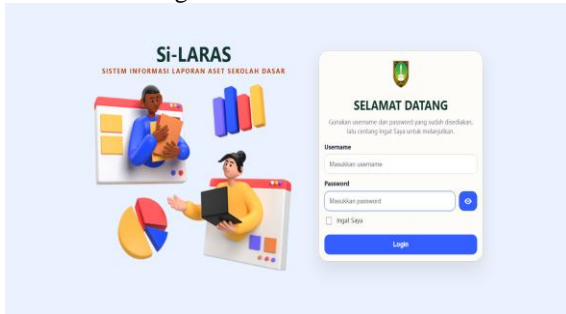 Si-LARAS
SISTEM INFORMASI LAPORAN ASET SEKOLAH DASAR
SELAMAT DATANG
Gunakan username dan password yang sudah disediakan,
lalu centang Ingat Saya untuk melanjutkan.
Username
Masukkan username
Password
Masukkan password
Ingat Saya
Login